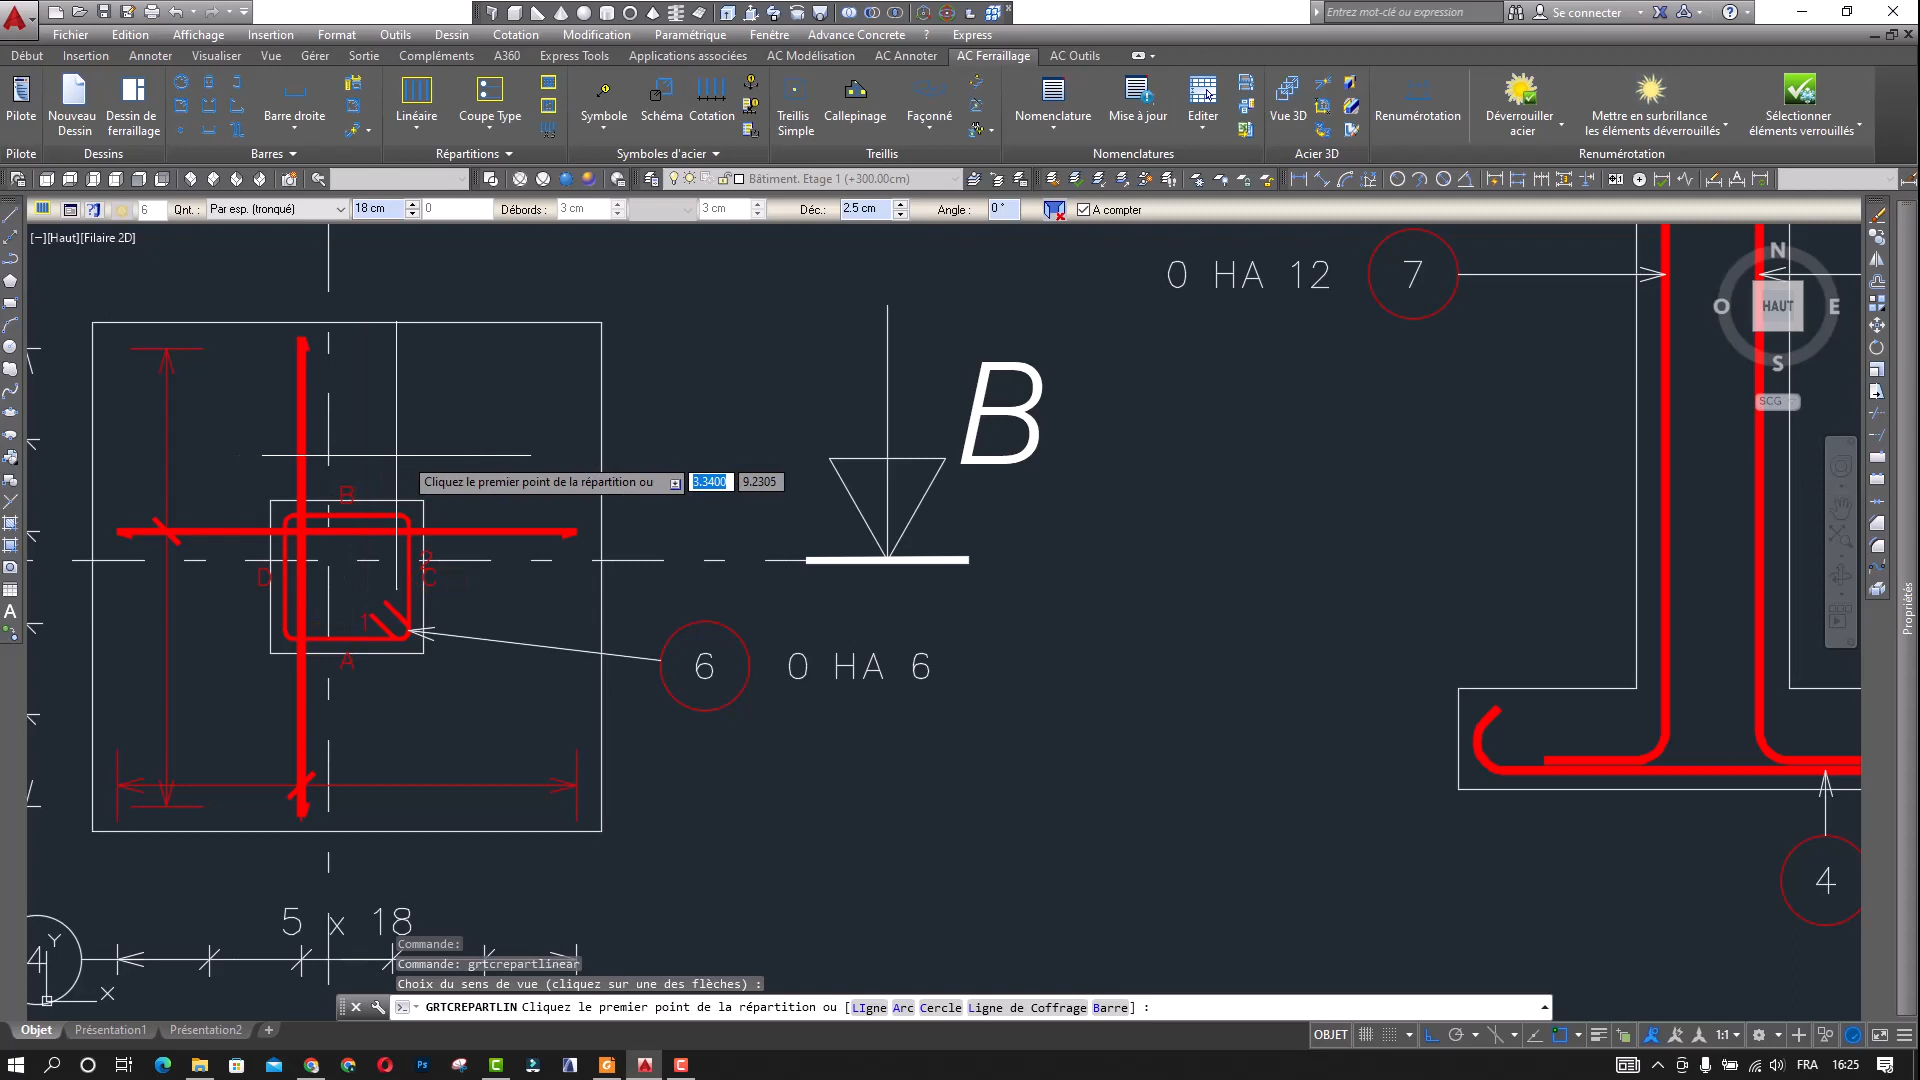 Entrez mot-clé ou expression
Se connecter
Fichier Edition Affichage Insertion Format Outils Dessin Cotation Modification Paramétrique Fenêtre Advance Concrete ? Express
Début Insertion Annoter Visualiser Vue Gérer Sortie Compléments A360 Express Tools Applications associées AC Modélisation AC Annoter AC Ferraillage AC Outils
Pilote Nouveau Dessin Dessin de ferraillage Barre droite Linéaire Coupe Type Symbole Schéma Cotation Treillis Simple Callepinage Façonné Nomenclature Mise à jour Editer Vue 3D Renumérotation Déverrouiller acier Mettre en surbrillance les éléments déverrouillés Sélectionner éléments verrouillés
Pilote Dessins Barres Répartitions Symboles d'acier Treillis Nomenclatures Acier 3D Renumérotation
Bâtiment. Etage 1 (+300.00cm)
6 Qnt. : Par esp. (tronqué) 18 cm 0 Débords : 3 cm 3 cm Déc.: 2.5 cm Angle : 0 ° A compter
[−][Haut][Filaire 2D]
0 HA 12 7
N
O HAUT E
S
SCG
B
Cliquez le premier point de la répartition ou 3.3400 9.2305
B
D C
1
A
6 0 HA 6
4
5 x 18
4
Y
X
Propriétés
Commande:
Commande: grtcrepartlinear
Choix du sens de vue (cliquez sur une des flèches) :
GRTCREPARTLIN Cliquez le premier point de la répartition ou [LIgne Arc Cercle Ligne de Coffrage Barre] :
Objet Présentation1 Présentation2 +
OBJET 1:1
FRA 16:25